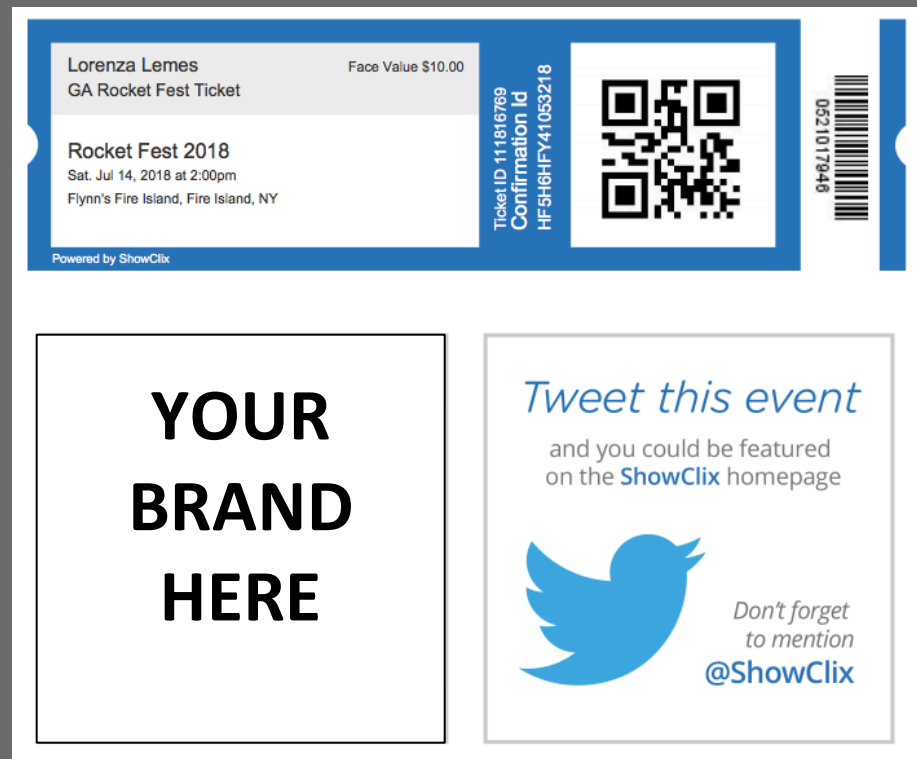 Lorenza Lemes
Face Value $10.00
GA Rocket Fest Ticket
Rocket Fest 2018
Sat. Jul 14, 2018 at 2:00pm
Flynn's Fire Island, Fire Island, NY
Powered by ShowClix
Ticket ID 111816769
Confirmation Id
HF5H6HFY41053218
0521017946
YOUR
BRAND
HERE
Tweet this event
and you could be featured
on the ShowClix homepage
Don't forget
to mention
@ShowClix